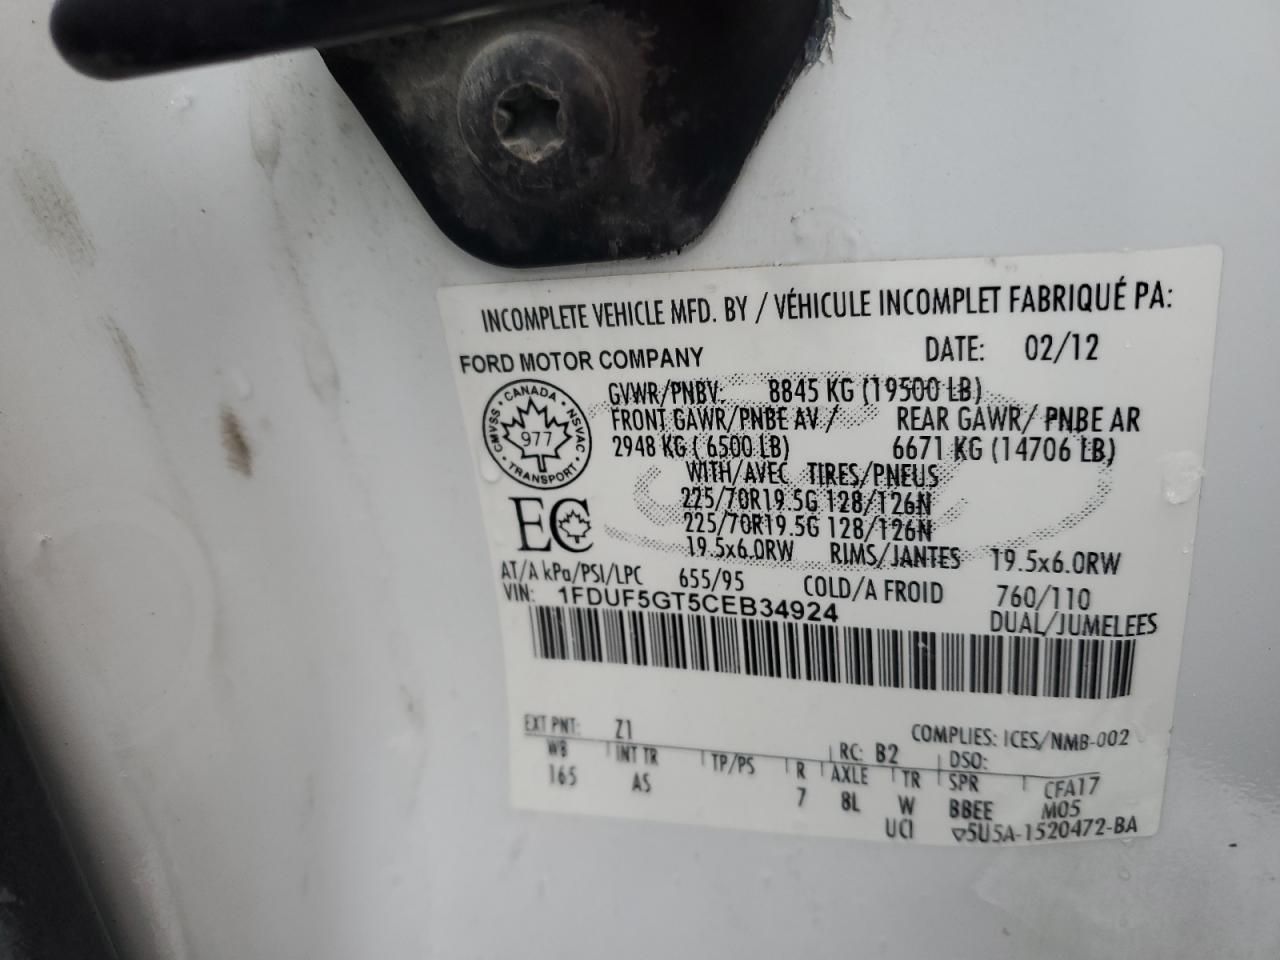 INCOMPLETE VEHICLE MFD. BY / VÉHICULE INCOMPLET FABRIQUÉ PA:
FORD MOTOR COMPANY DATE: 02/12
GVWR/PNBV: 8845 KG (19500 LB)
FRONT GAWR/PNBE AV / REAR GAWR/ PNBE AR
2948 KG ( 6500 LB) 6671 KG (14706 LB)
CANADA
CMVSS 977 NSVAC
TRANSPORT
WITH/AVEC TIRES/PNEUS
225/70R19.5G 128/126N
225/70R19.5G 128/126N
EC
19.5x6.0RW RIMS/JANTES 19.5x6.0RW
AT/A kPa/PSI/LPC 655/95 COLD/A FROID 760/110
VIN: 1FDUF5GT5CEB34924 DUAL/JUMELEES
EXT PNT: Z1 COMPLIES: ICES/NMB-002
RC: B2 DSO:
WB INT TR TP/PS R AXLE TR SPR CFA17
165 AS 7 8L W BBEE M05
UCI ▽5U5A-1520472-BA